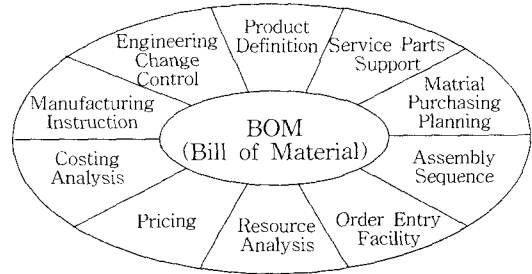 Product
Definition
Service Parts
Support
Matrial
Purchasing
Planning
Assembly
Sequence
Order Entry
Facility
Resource
Analysis
Pricing
Costing
Analysis
Manufacturing
Instruction
Engineering
Change
Control
BOM
(Bill of Material)